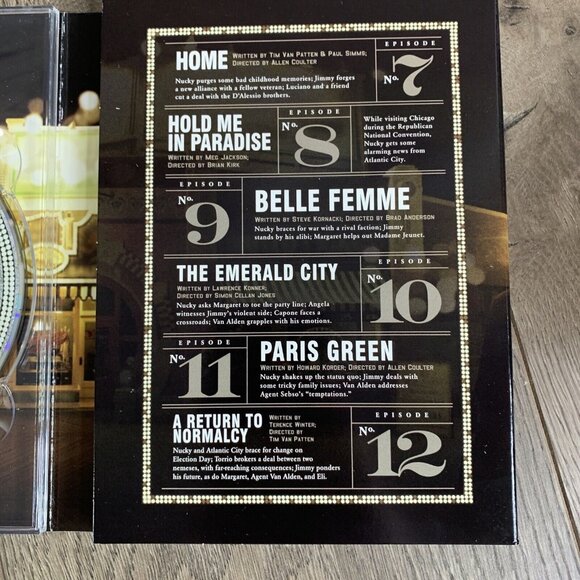 HOME WRITTEN BY TIM VAN PATTEN & PAUL SIMMS;
DIRECTED BY ALLEN COULTER
Nucky purges some bad childhood memories; Jimmy forges
a new alliance with a fellow veteran; Luciano and a friend
cut a deal with the D'Alessio brothers.
EPISODE
No. 7
HOLD ME
IN PARADISE
WRITTEN BY MEG JACKSON;
DIRECTED BY BRIAN KIRK
EPISODE
No. 8
While visiting Chicago
during the Republican
National Convention,
Nucky gets some
alarming news from
Atlantic City.
EPISODE
No. 9
BELLE FEMME
WRITTEN BY STEVE KORNACKI; DIRECTED BY BRAD ANDERSON
Nucky braces for war with a rival faction; Jimmy
stands by his alibi; Margaret helps out Madame Jeunet.
THE EMERALD CITY
WRITTEN BY LAWRENCE KONNER;
DIRECTED BY SIMON CELLAN JONES
Nucky asks Margaret to toe the party line; Angela
witnesses Jimmy's violent side; Capone faces a
crossroads; Van Alden grapples with his emotions.
EPISODE
No. 10
EPISODE
No. 11
PARIS GREEN
WRITTEN BY HOWARD KORDER; DIRECTED BY ALLEN COULTER
Nucky shakes up the status quo; Jimmy deals with
some tricky family issues; Van Alden addresses
Agent Sebso's "temptations."
A RETURN TO
NORMALCY
WRITTEN BY
TERENCE WINTER;
DIRECTED BY
TIM VAN PATTEN
Nucky and Atlantic City brace for change on
Election Day; Torrio brokers a deal between two
nemeses, with far-reaching consequences; Jimmy ponders
his future, as do Margaret, Agent Van Alden, and Eli.
EPISODE
No. 12